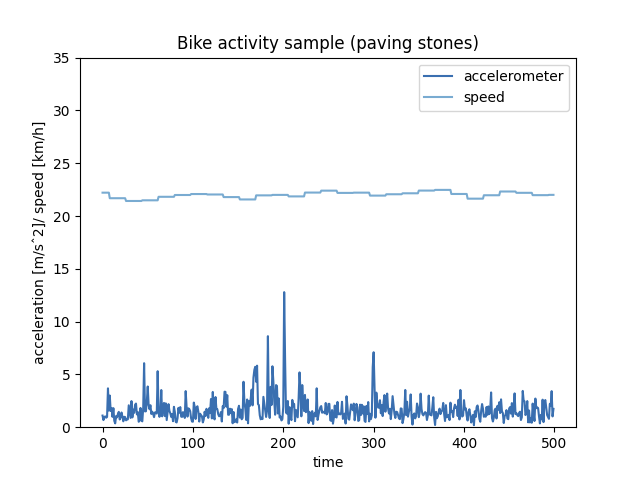 Bike activity sample (paving stones)
accelerometer
speed
35
30
25
20
15
10
5
0
acceleration [m/s^2]/ speed [km/h]
0 100 200 300 400 500
time